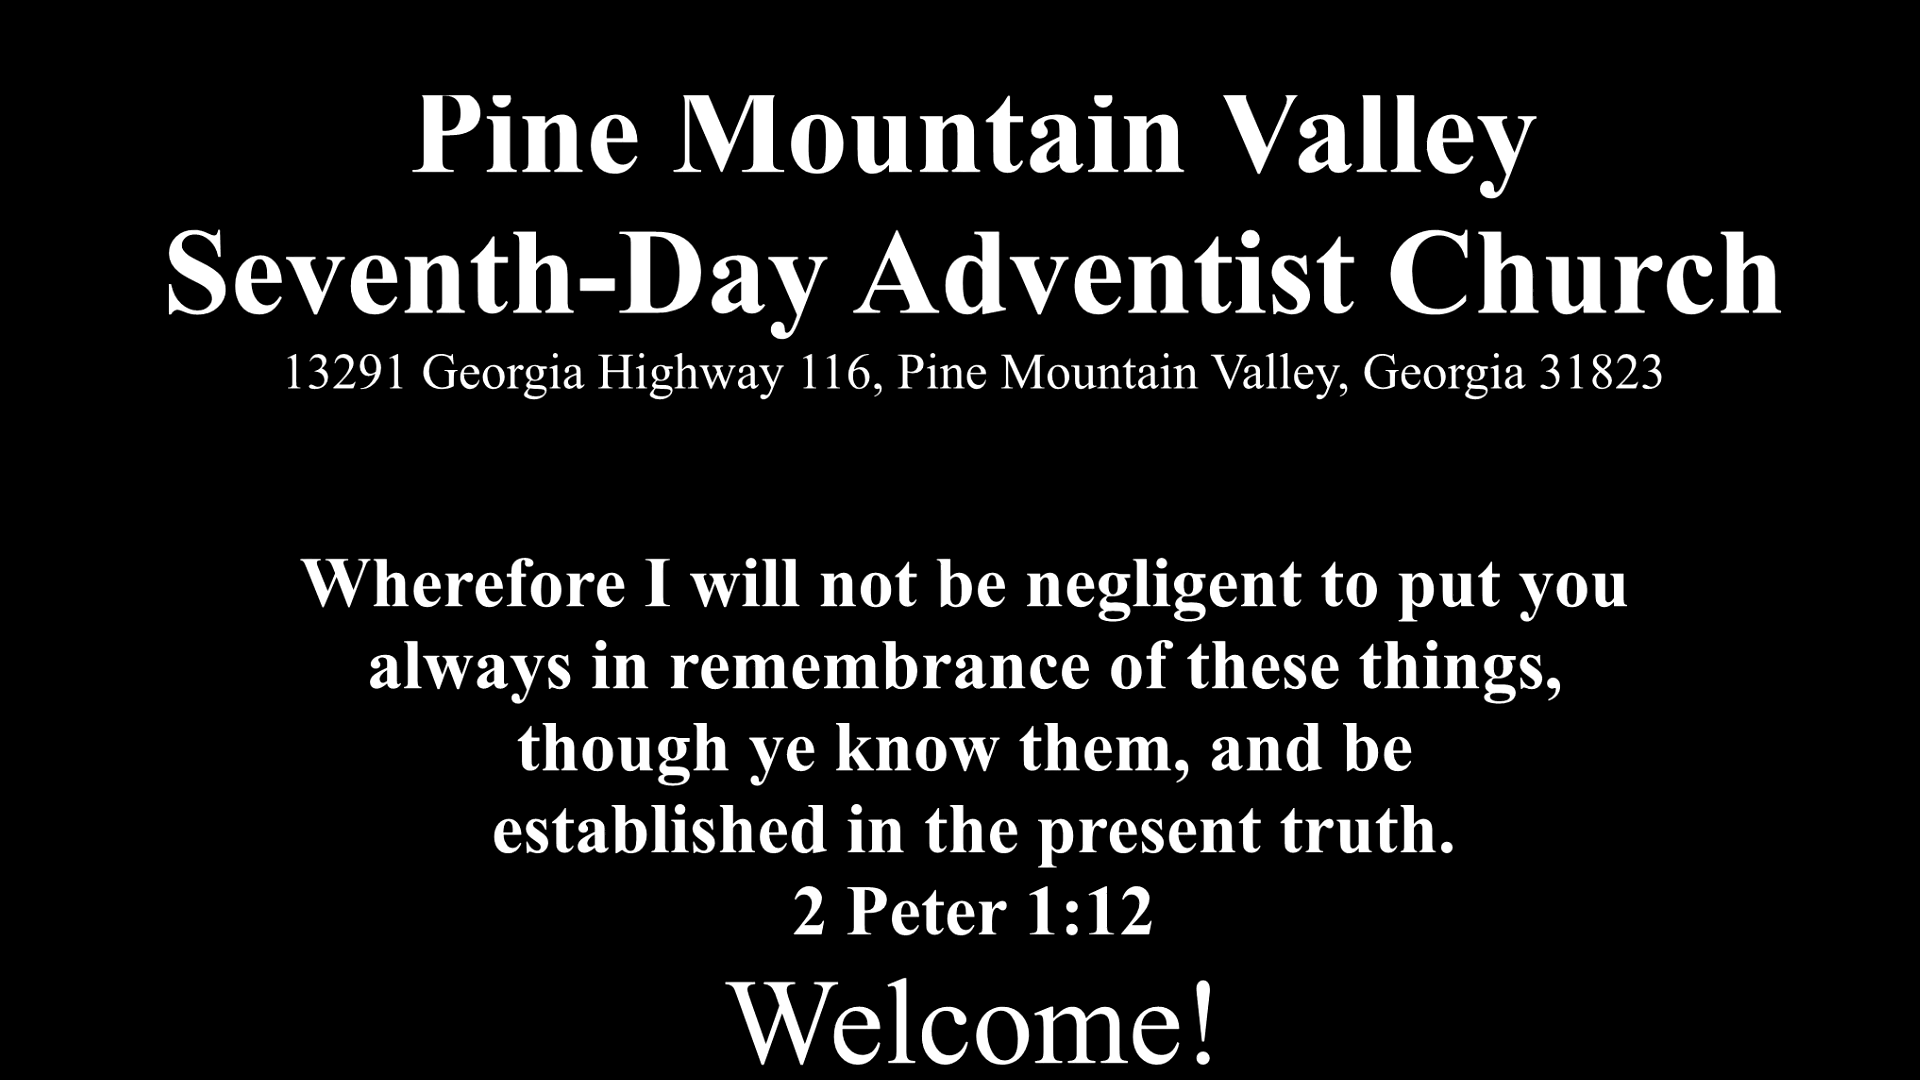 Pine Mountain Valley
Seventh-Day Adventist Church
13291 Georgia Highway 116, Pine Mountain Valley, Georgia 31823
Wherefore I will not be negligent to put you
always in remembrance of these things,
though ye know them, and be
established in the present truth.
2 Peter 1:12
Welcome!